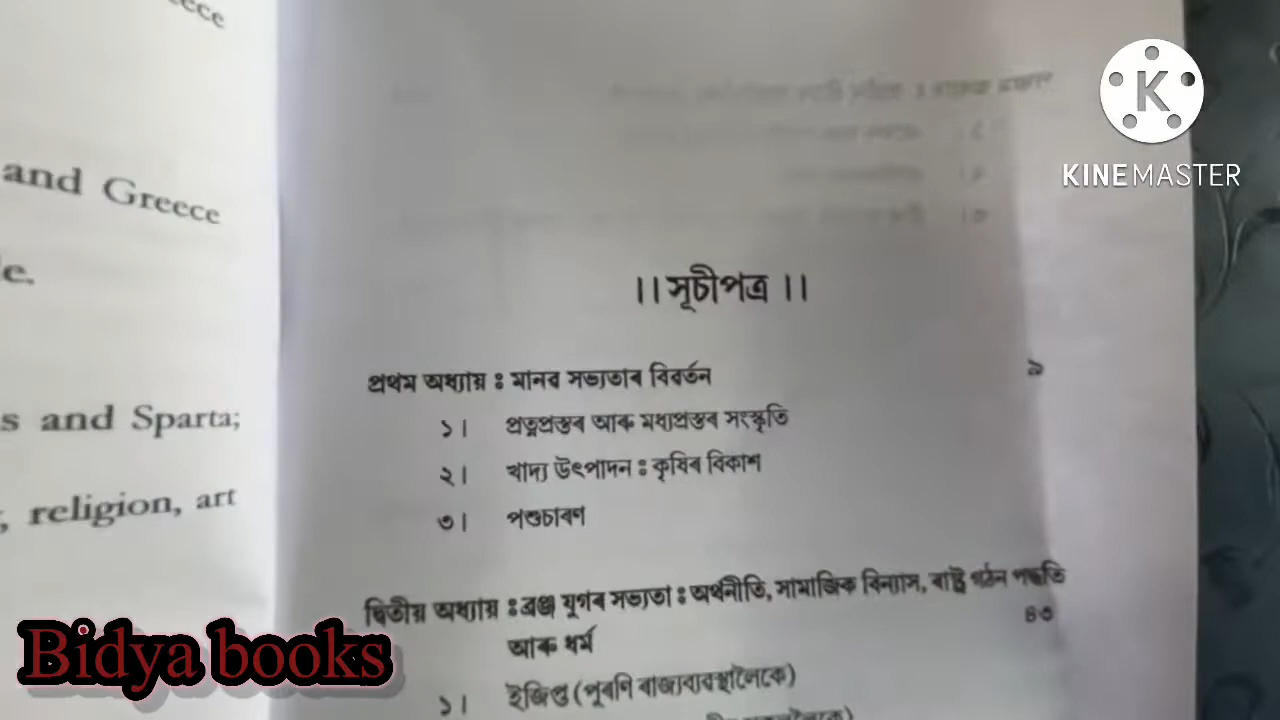 and Greece
s and Sparta;
religion, art
।। সূচীপত্ৰ ।।
প্ৰথম অধ্যায় : মানৱ সভ্যতাৰ বিৱৰ্তন ৯
১। প্ৰত্নপ্ৰস্তৰ আৰু মধ্যপ্ৰস্তৰ সংস্কৃতি
২। খাদ্য উৎপাদন : কৃষিৰ বিকাশ
৩। পশুচাৰণ
দ্বিতীয় অধ্যায় : ব্ৰঞ্জ যুগৰ সভ্যতা : অৰ্থনীতি, সামাজিক বিন্যাস, ৰাষ্ট্ৰ গঠন পদ্ধতি
আৰু ধৰ্ম ৪৩
১। ইজিপ্ত (পুৰণি ৰাজ্যব্যৱস্থালৈকে)
K
KINEMASTER
Bidya books